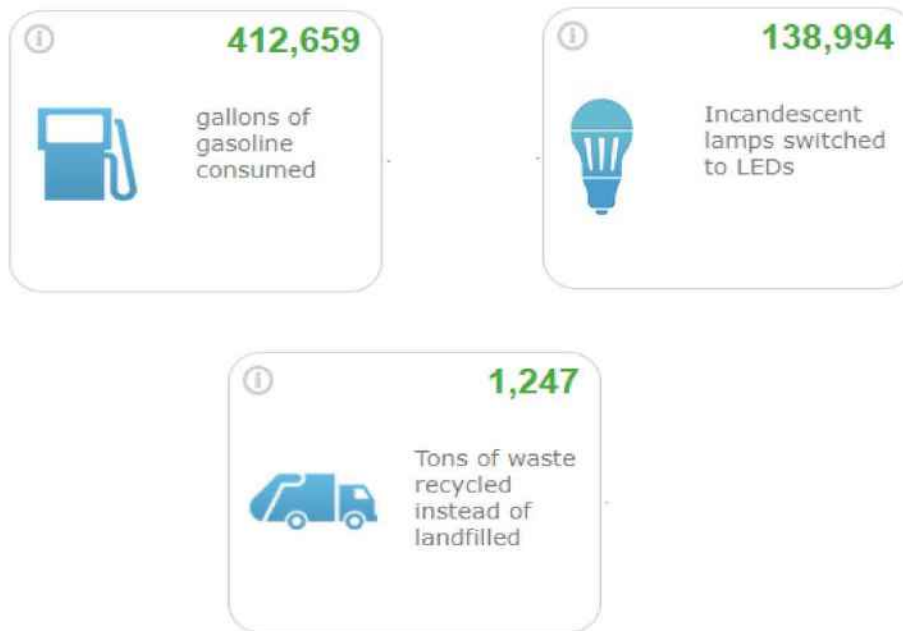 412,659
gallons of
gasoline
consumed
138,994
Incandescent
lamps switched
to LEDs
1,247
Tons of waste
recycled
instead of
landfilled